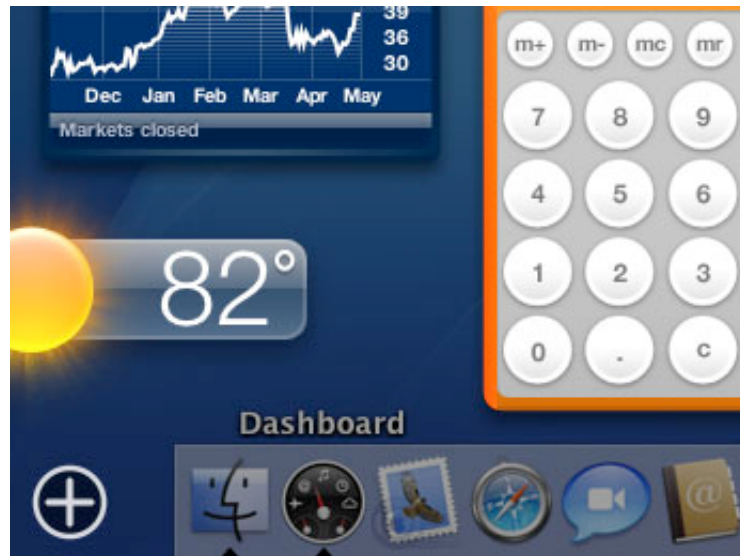 39
36
30
Dec Jan Feb Mar Apr May
Markets closed
m+ m- mc mr
7 8 9
4 5 6
82°
1 2 3
0 . c
Dashboard
@